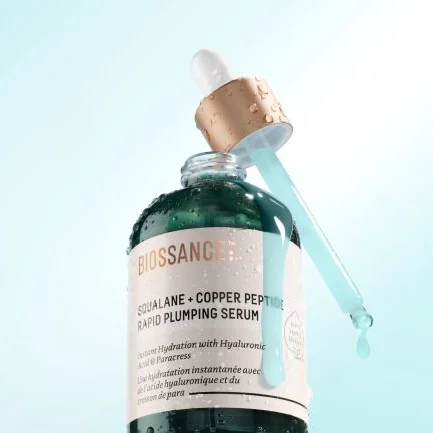 BIOSSANCE
SQUALANE + COPPER PEPTIDE
RAPID PLUMPING SERUM
Instant Hydration with Hyaluronic
Acid & Paracress
Une hydratation instantanée avec
de l'acide hyaluronique et du
cresson de para